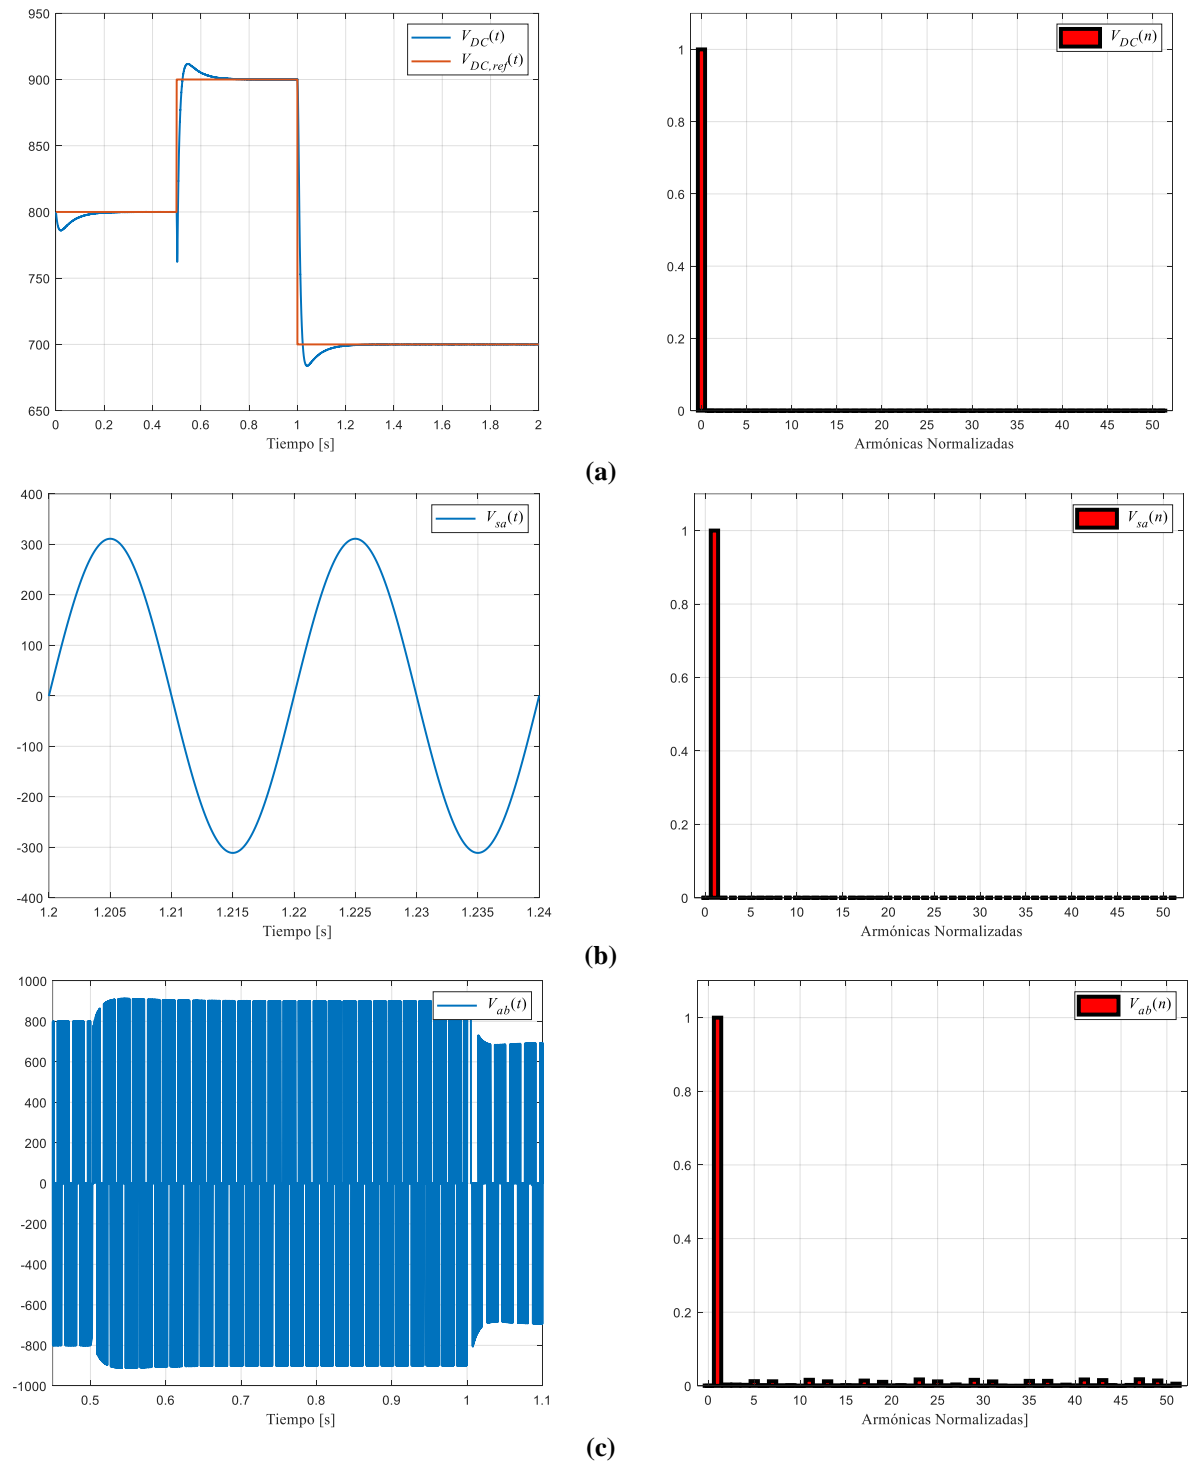 950
900
850
800
750
700
650
0 0.2 0.4 0.6 0.8 1 1.2 1.4 1.6 1.8 2
Tiempo [s]
V_DC(t)
V_DC,ref(t)
1
0.8
0.6
0.4
0.2
0
0 5 10 15 20 25 30 35 40 45 50
Armónicas Normalizadas
V_DC(n)
(a)
400
300
200
100
0
-100
-200
-300
-400
1.2 1.205 1.21 1.215 1.22 1.225 1.23 1.235 1.24
Tiempo [s]
V_sa(t)
1
0.8
0.6
0.4
0.2
0
0 5 10 15 20 25 30 35 40 45 50
Armónicas Normalizadas
V_sa(n)
(b)
1000
800
600
400
200
0
-200
-400
-600
-800
-1000
0.5 0.6 0.7 0.8 0.9 1 1.1
Tiempo [s]
V_ab(t)
1
0.8
0.6
0.4
0.2
0
0 5 10 15 20 25 30 35 40 45 50
Armónicas Normalizadas]
V_ab(n)
(c)